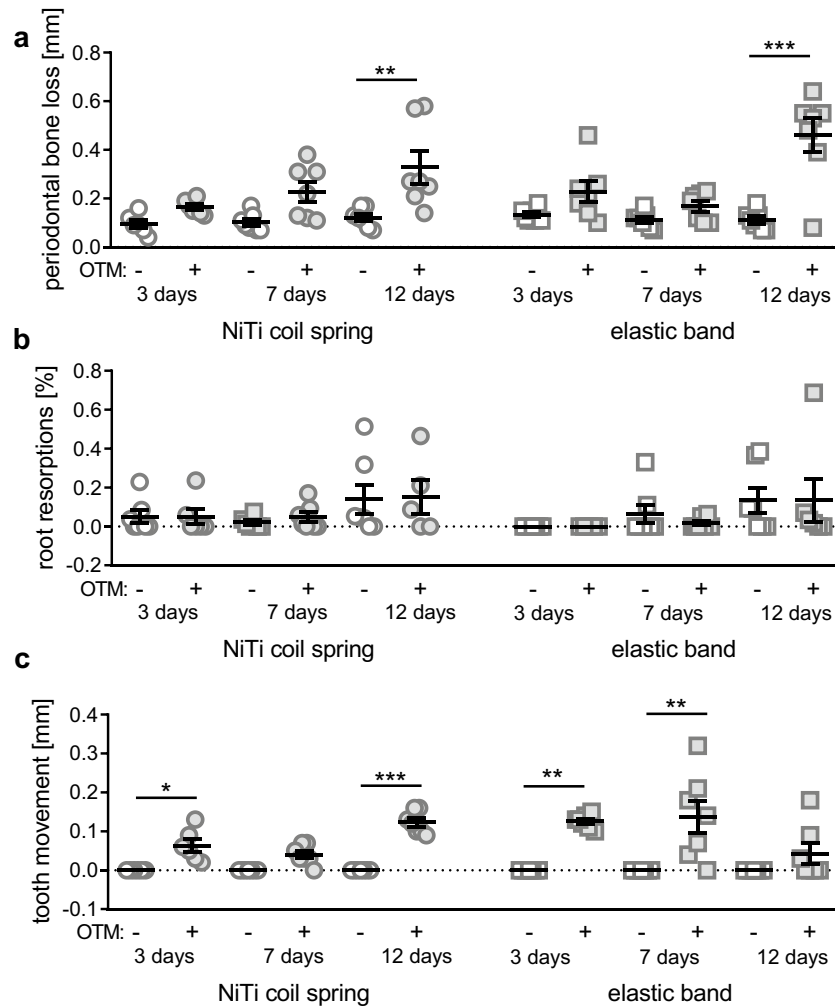 a
periodontal bone loss [mm]
0.8
0.6
0.4
0.2
0.0
**
***
OTM: - + - + - + - + - + - +
3 days 7 days 12 days 3 days 7 days 12 days
NiTi coil spring elastic band
b
root resorptions [%]
0.8
0.6
0.4
0.2
0.0
-0.2
OTM: - + - + - + - + - + - +
3 days 7 days 12 days 3 days 7 days 12 days
NiTi coil spring elastic band
c
tooth movement [mm]
0.4
0.3
0.2
0.1
0.0
-0.1
*
***
**
**
OTM: - + - + - + - + - + - +
3 days 7 days 12 days 3 days 7 days 12 days
NiTi coil spring elastic band